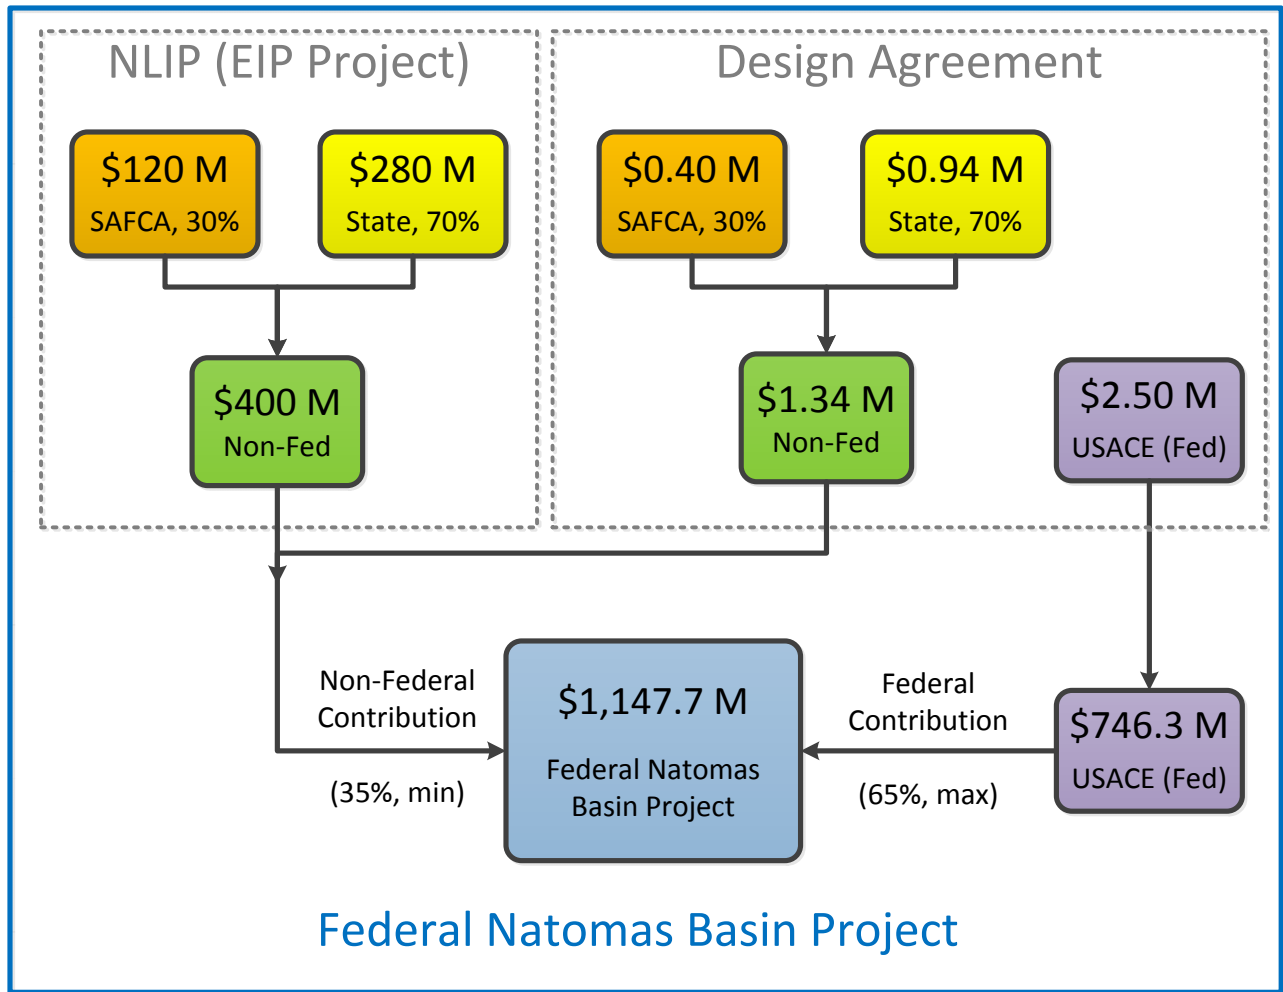 NLIP (EIP Project)
Design Agreement
$120 M
SAFCA, 30%
$280 M
State, 70%
$0.40 M
SAFCA, 30%
$0.94 M
State, 70%
$400 M
Non-Fed
$1.34 M
Non-Fed
$2.50 M
USACE (Fed)
Non-Federal
Contribution
(35%, min)
$1,147.7 M
Federal Natomas
Basin Project
Federal
Contribution
(65%, max)
$746.3 M
USACE (Fed)
Federal Natomas Basin Project